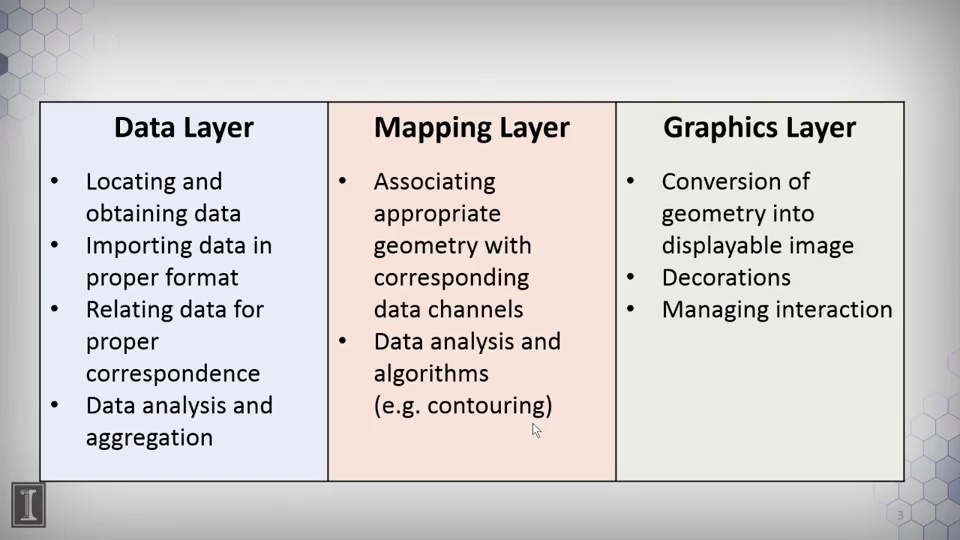 Data Layer
• Locating and
obtaining data
• Importing data in
proper format
• Relating data for
proper
correspondence
• Data analysis and
aggregation
Mapping Layer
• Associating
appropriate
geometry with
corresponding
data channels
• Data analysis and
algorithms
(e.g. contouring)
Graphics Layer
• Conversion of
geometry into
displayable image
• Decorations
• Managing interaction
I
3